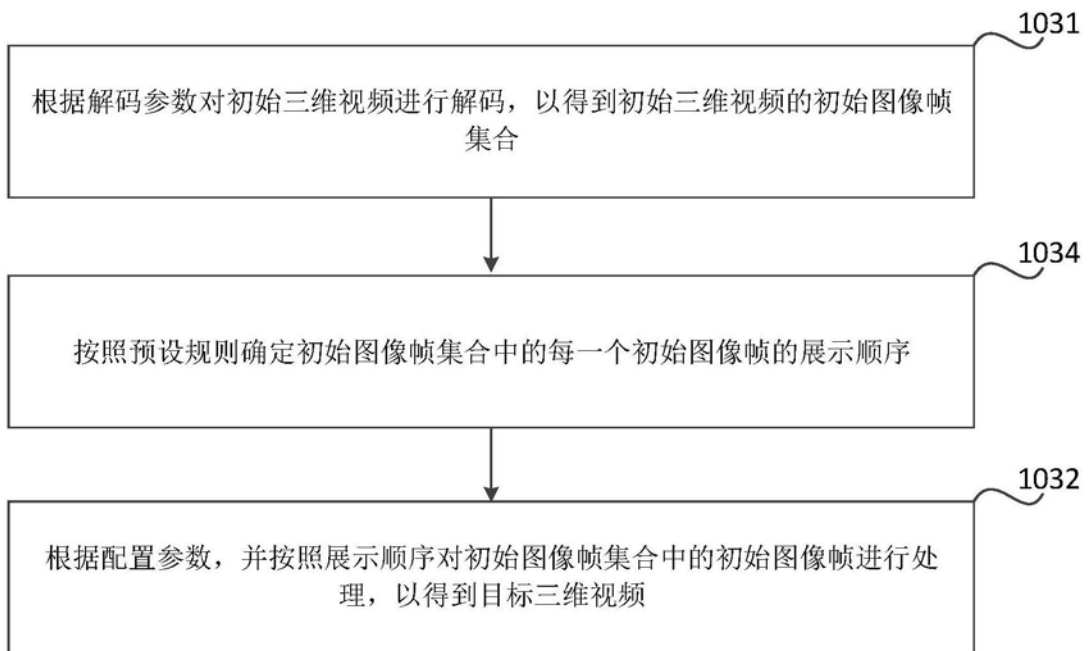 1031
根据解码参数对初始三维视频进行解码，以得到初始三维视频的初始图像帧
集合
1034
按照预设规则确定初始图像帧集合中的每一个初始图像帧的展示顺序
1032
根据配置参数，并按照展示顺序对初始图像帧集合中的初始图像帧进行处
理，以得到目标三维视频